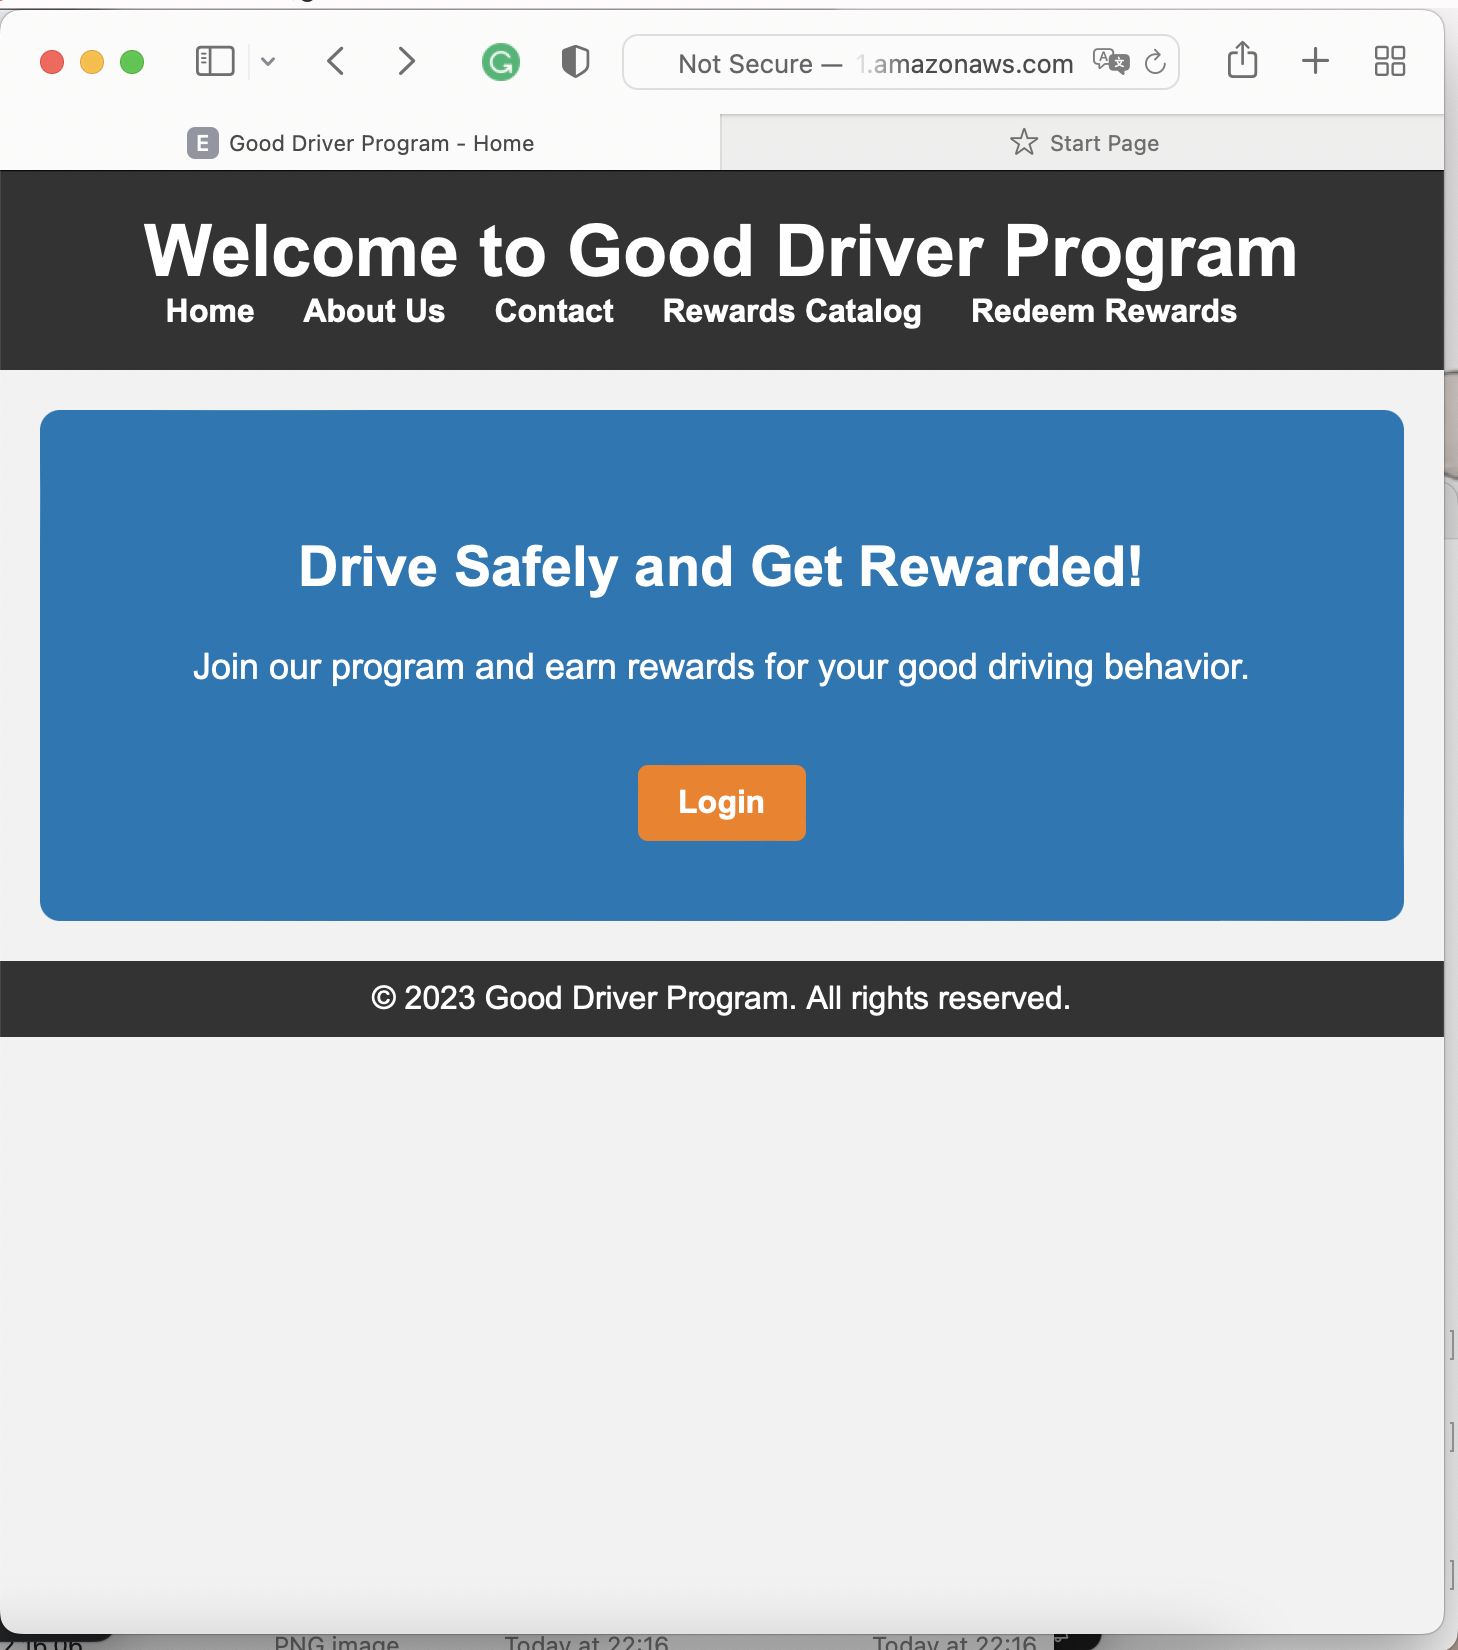 Not Secure — 1.amazonaws.com
E Good Driver Program - Home
Start Page
Welcome to Good Driver Program
Home About Us Contact Rewards Catalog Redeem Rewards
Drive Safely and Get Rewarded!
Join our program and earn rewards for your good driving behavior.
Login
© 2023 Good Driver Program. All rights reserved.
PNG image Today at 22:16 Today at 22:16